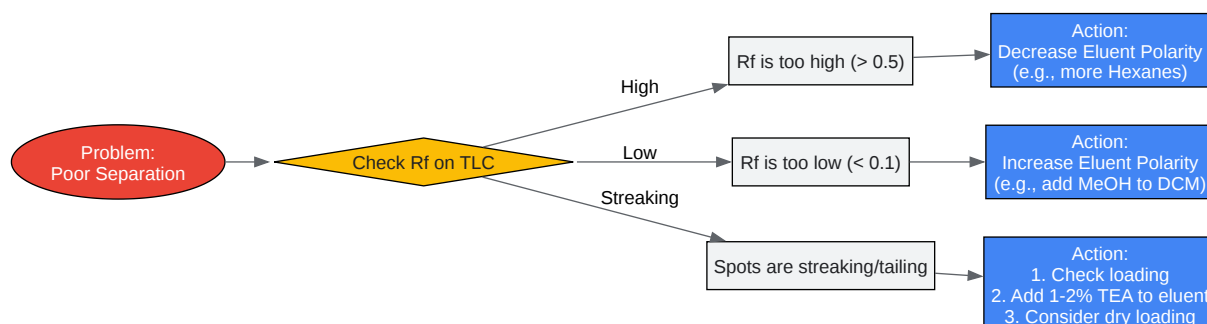 Problem:
Poor Separation
Check Rf on TLC
High
Low
Streaking
Rf is too high (> 0.5)
Rf is too low (< 0.1)
Spots are streaking/tailing
Action:
Decrease Eluent Polarity
(e.g., more Hexanes)
Action:
Increase Eluent Polarity
(e.g., add MeOH to DCM)
Action:
1. Check loading
2. Add 1-2% TEA to eluent
3. Consider dry loading